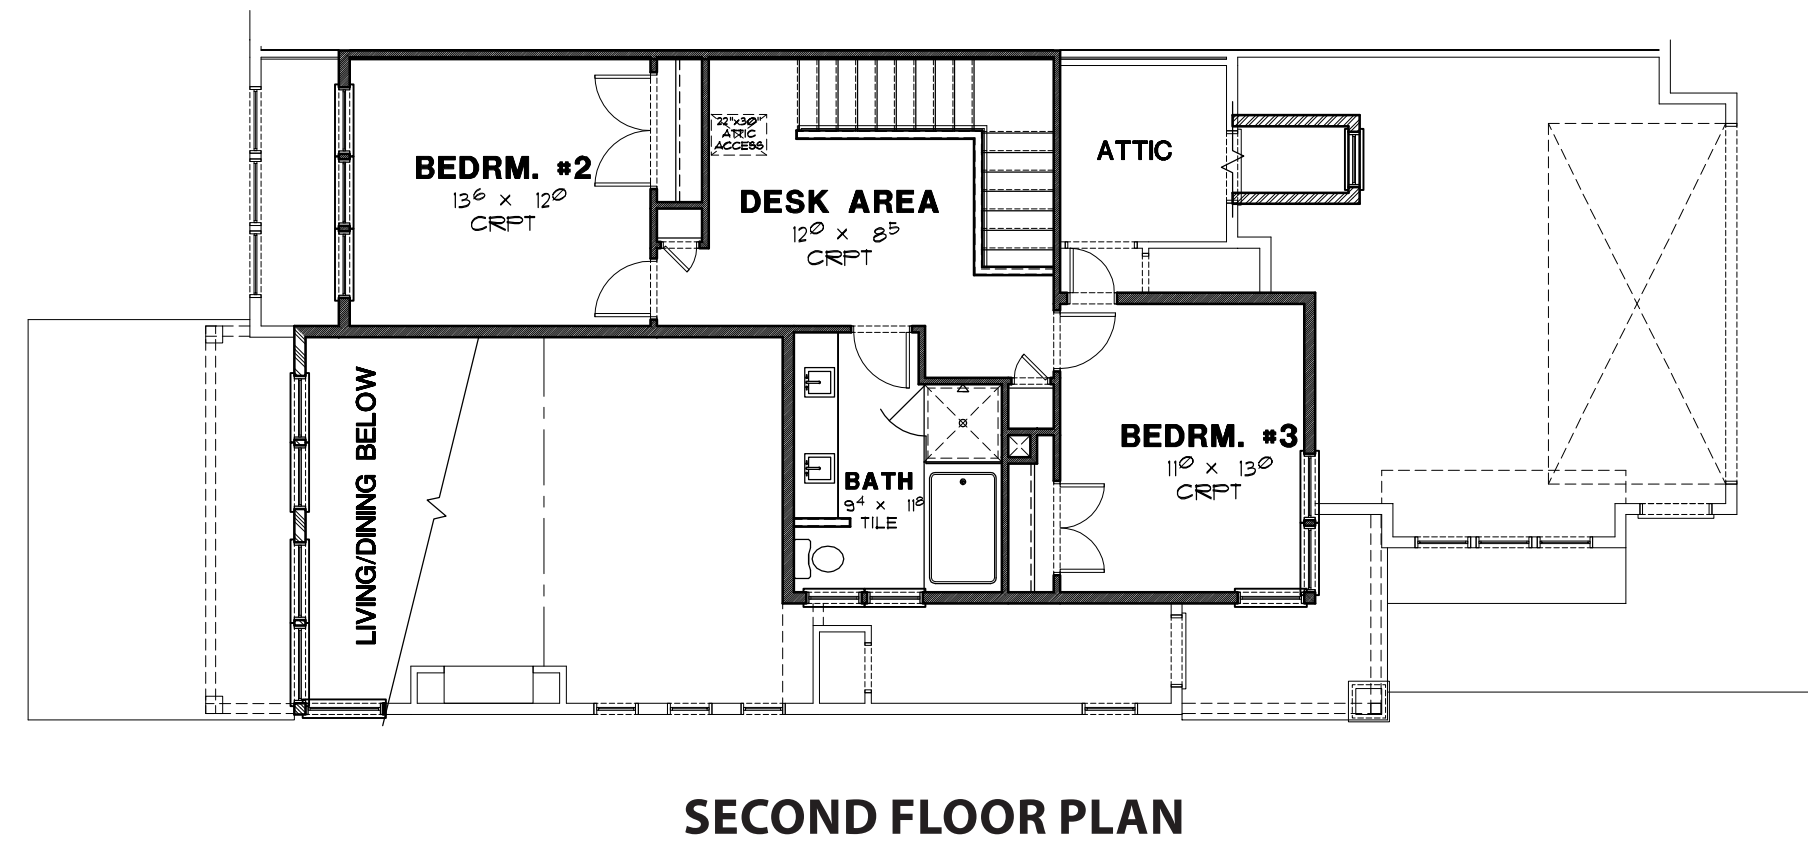 BEDRM. #2
13⁶ x 12⁰
CRPT
22"x30"
ATTIC
ACCESS
DESK AREA
12⁰ x 8⁵
CRPT
ATTIC
LIVING/DINING BELOW
BATH
9⁴ x 11⁸
TILE
BEDRM. #3
11⁰ x 13⁰
CRPT
SECOND FLOOR PLAN